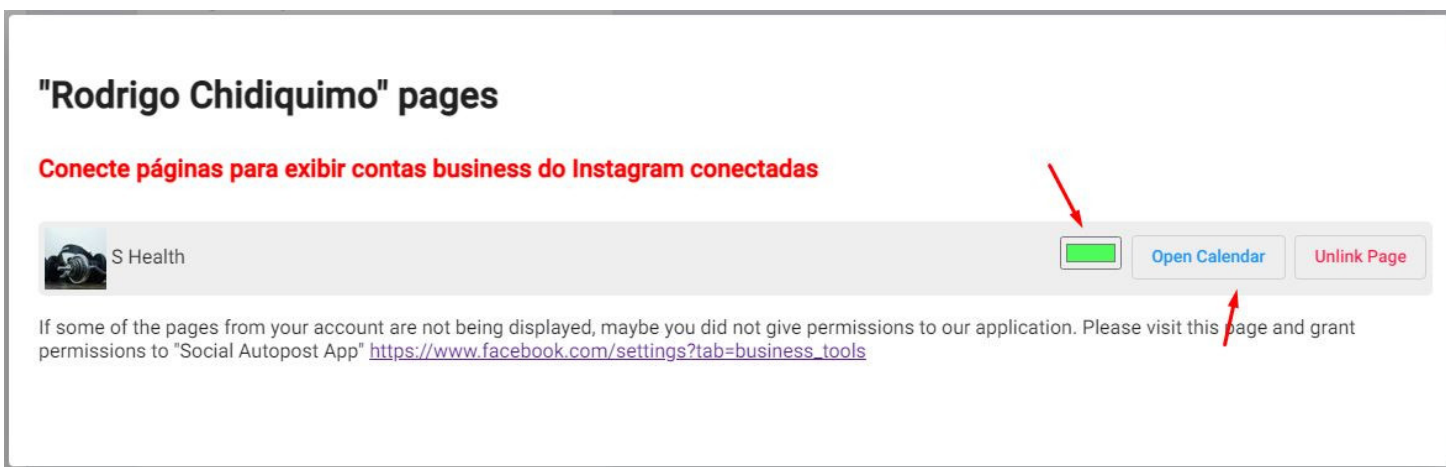 "Rodrigo Chidiquimo" pages
Conecte páginas para exibir contas business do Instagram conectadas
S Health Open Calendar Unlink Page
If some of the pages from your account are not being displayed, maybe you did not give permissions to our application. Please visit this page and grant
permissions to "Social Autopost App" https://www.facebook.com/settings?tab=business_tools